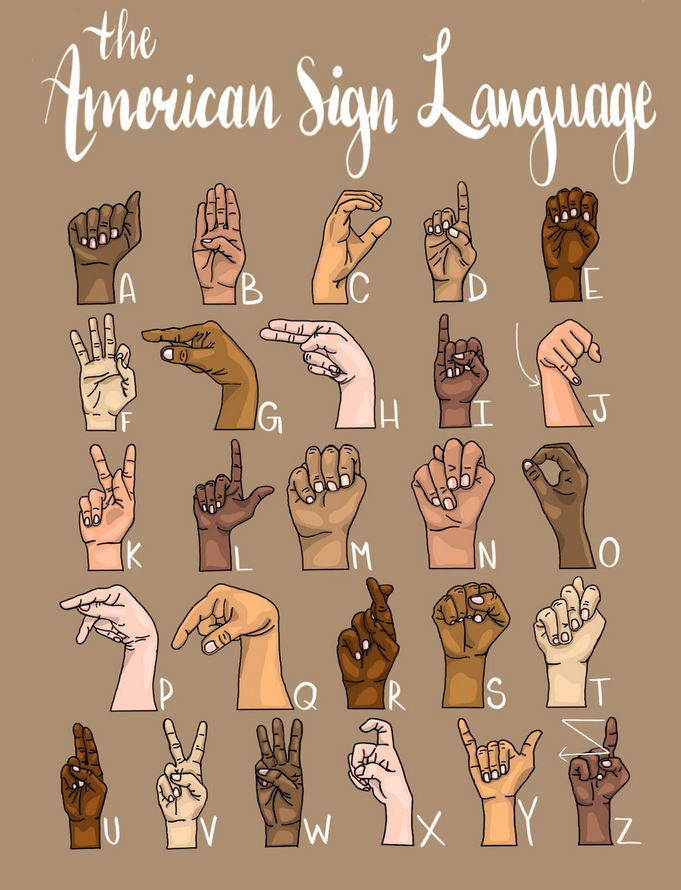 the
American Sign Language
A B C D E
F G H I J
K L M N O
P Q R S T
U V W X Y Z